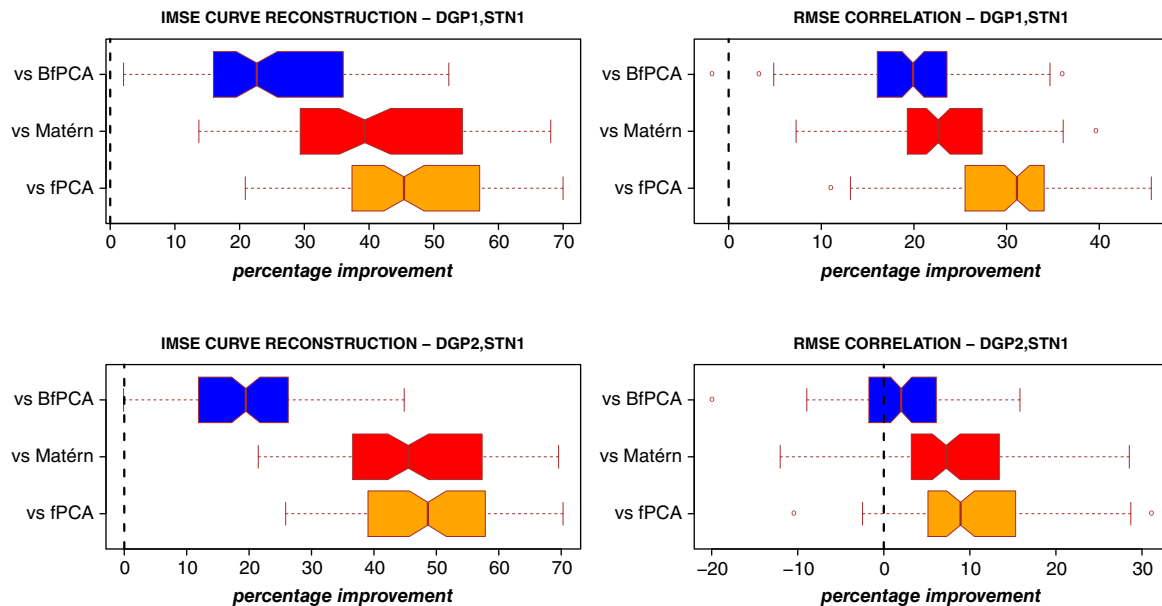 IMSE CURVE RECONSTRUCTION – DGP1,STN1
vs BfPCA
vs Matérn
vs fPCA
0 10 20 30 40 50 60 70
percentage improvement
RMSE CORRELATION – DGP1,STN1
vs BfPCA
vs Matérn
vs fPCA
0 10 20 30 40
percentage improvement
IMSE CURVE RECONSTRUCTION – DGP2,STN1
vs BfPCA
vs Matérn
vs fPCA
0 10 20 30 40 50 60 70
percentage improvement
RMSE CORRELATION – DGP2,STN1
vs BfPCA
vs Matérn
vs fPCA
−20 −10 0 10 20 30
percentage improvement